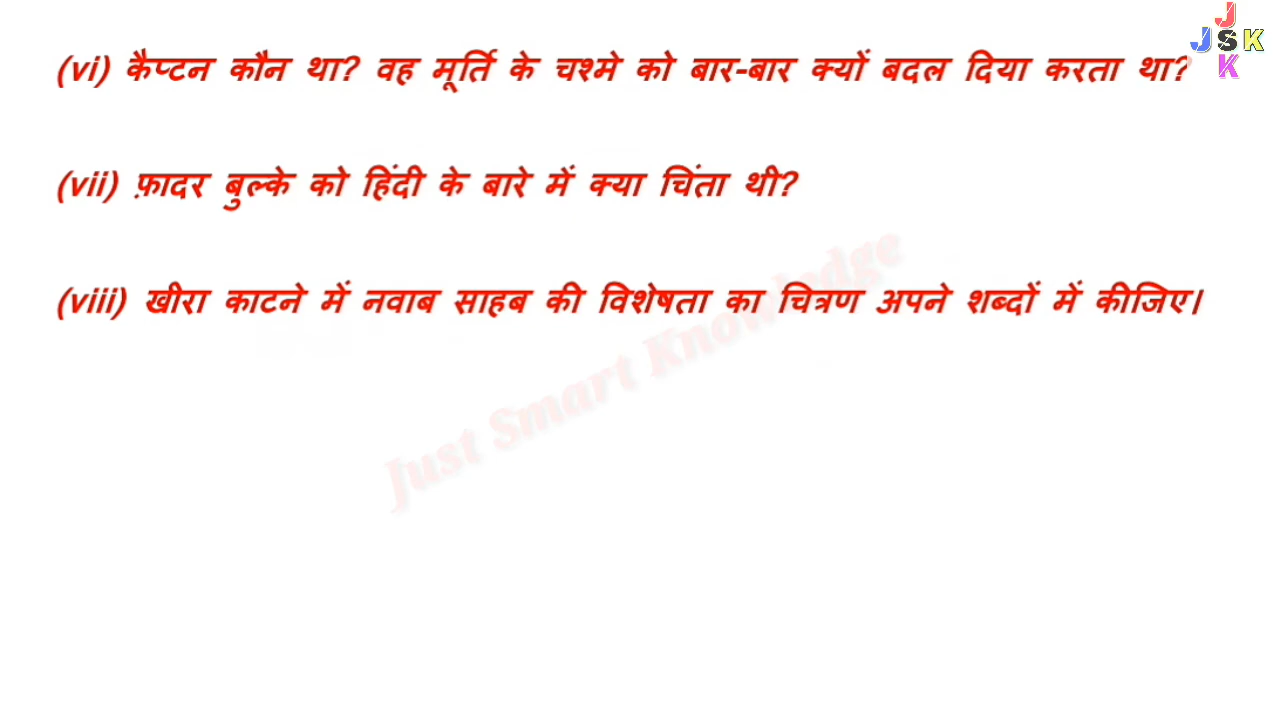 (vi) कैप्टन कौन था? वह मूर्ति के चश्मे को बार-बार क्यों बदल दिया करता था?
(vii) फ़ादर बुल्के को हिंदी के बारे में क्या चिंता थी?
(viii) खीरा काटने में नवाब साहब की विशेषता का चित्रण अपने शब्दों में कीजिए।
Just Smart Knowledge
J
JSK
K